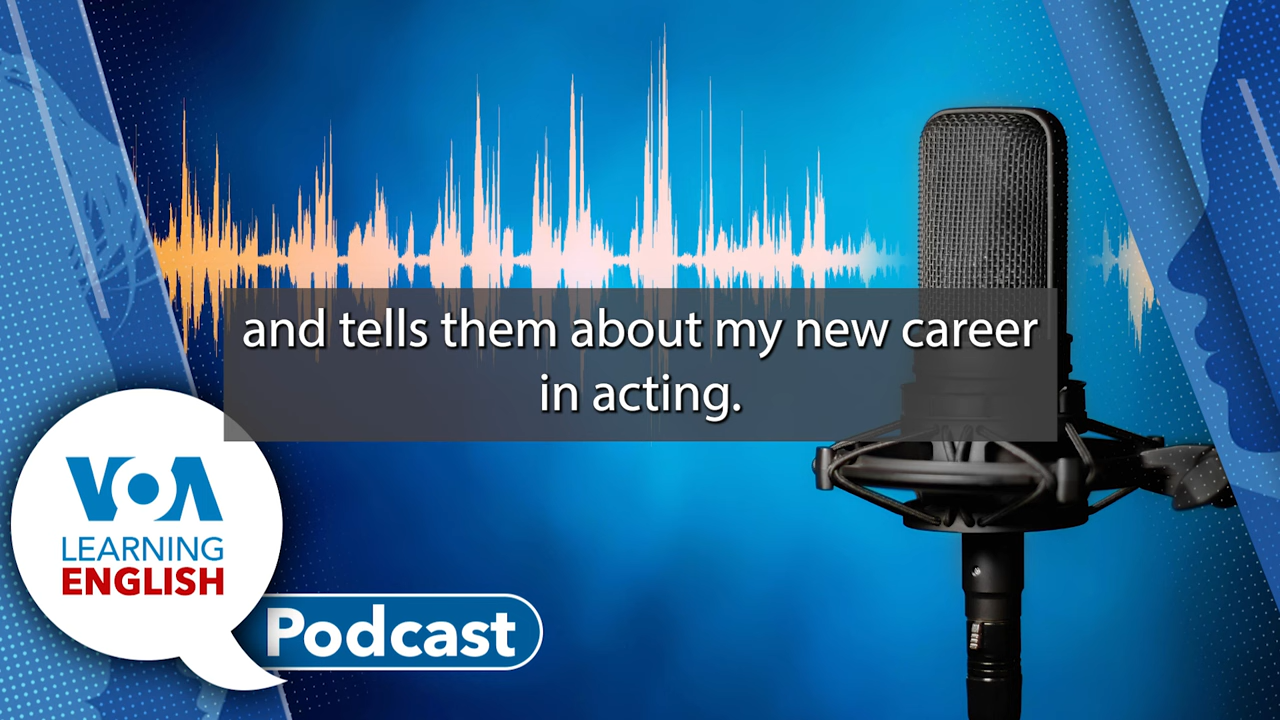 and tells them about my new career
in acting.
VOA
LEARNING
ENGLISH
Podcast